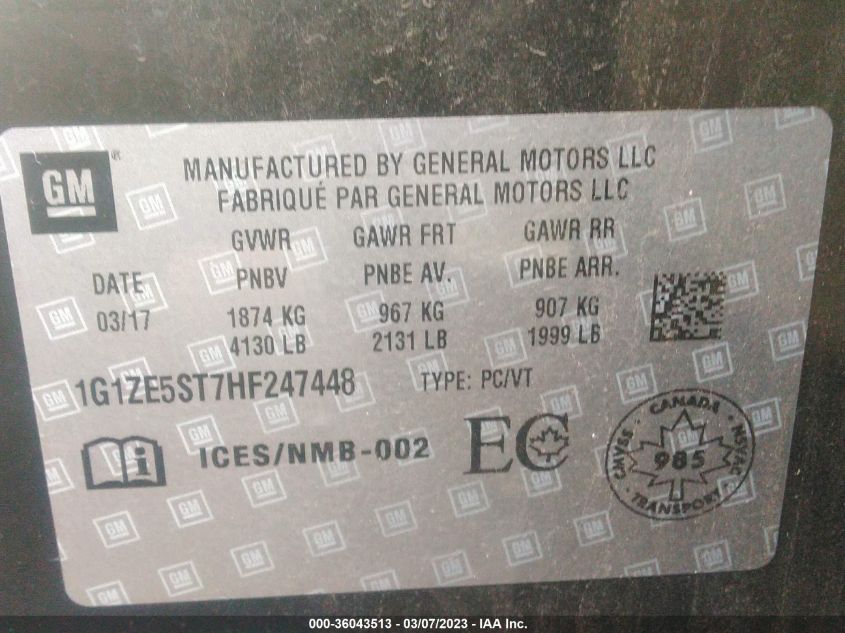 GM®
MANUFACTURED BY GENERAL MOTORS LLC
FABRIQUÉ PAR GENERAL MOTORS LLC
GVWR GAWR FRT GAWR RR
DATE PNBV PNBE AV. PNBE ARR.
03/17 1874 KG 967 KG 907 KG
4130 LB 2131 LB 1999 LB
1G1ZE5ST7HF247448 TYPE: PC/VT
i ICES/NMB-002 EC
CANADA
CMVSS 985 NSVAC
TRANSPORT
000-36043513 - 03/07/2023 - IAA Inc.